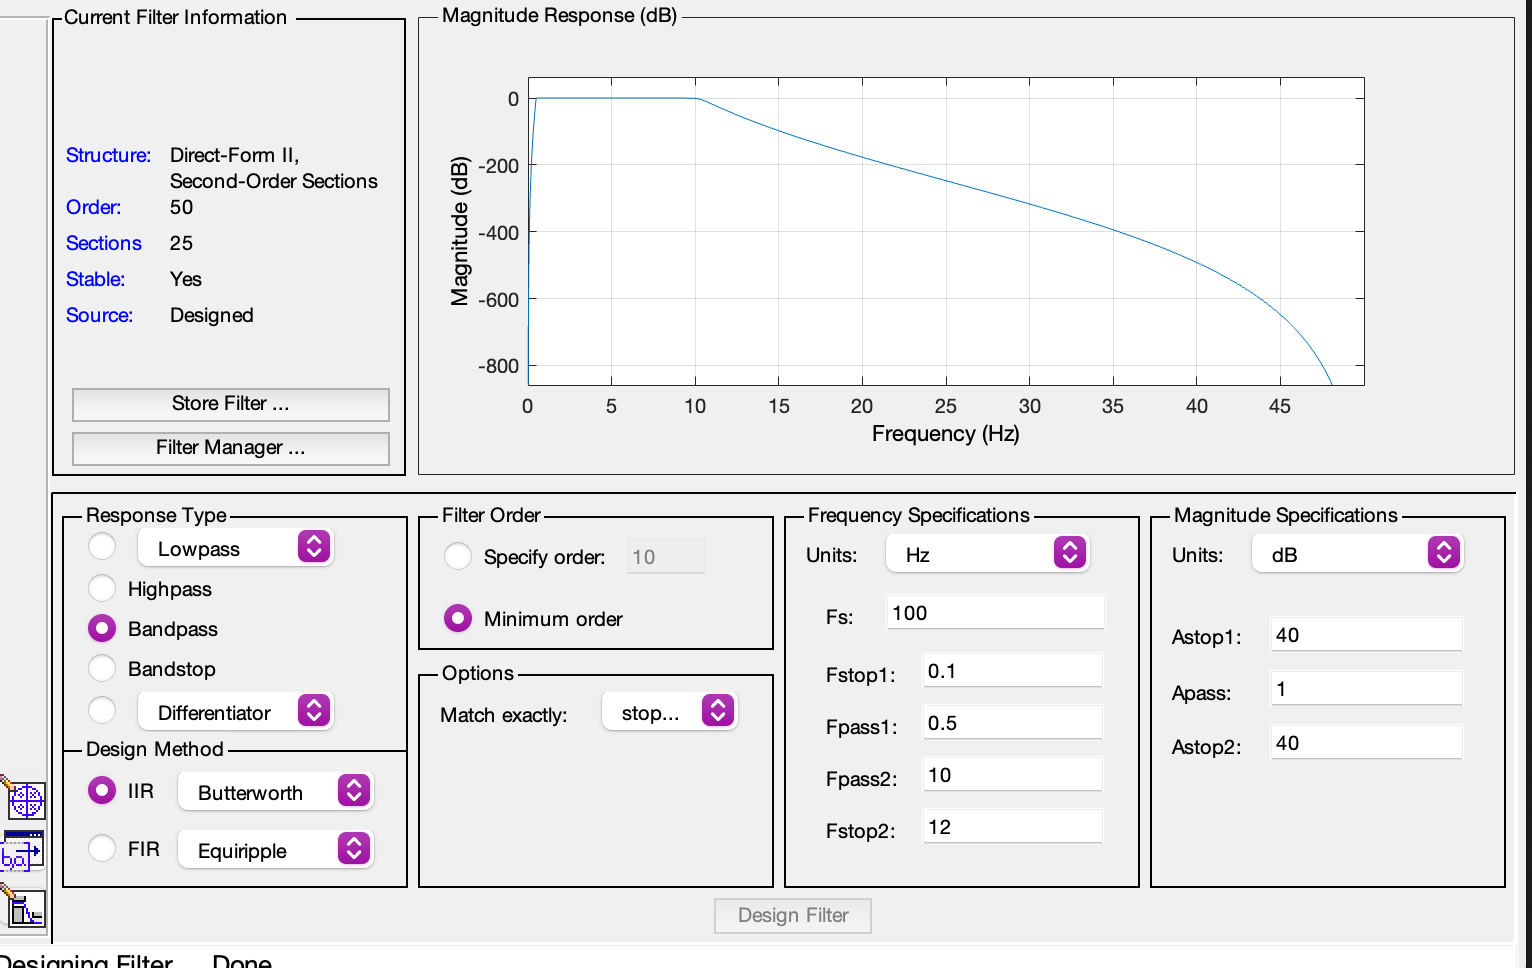 Current Filter Information
Structure: Direct-Form II,
Second-Order Sections
Order: 50
Sections 25
Stable: Yes
Source: Designed
Store Filter ...
Filter Manager ...
Magnitude Response (dB)
0
-200
-400
-600
-800
Magnitude (dB)
0 5 10 15 20 25 30 35 40 45
Frequency (Hz)
Response Type
Lowpass
Highpass
Bandpass
Bandstop
Differentiator
Design Method
IIR Butterworth
FIR Equiripple
Filter Order
Specify order: 10
Minimum order
Options
Match exactly: stop...
Frequency Specifications
Units: Hz
Fs: 100
Fstop1: 0.1
Fpass1: 0.5
Fpass2: 10
Fstop2: 12
Magnitude Specifications
Units: dB
Astop1: 40
Apass: 1
Astop2: 40
Design Filter
Designing Filter ... Done